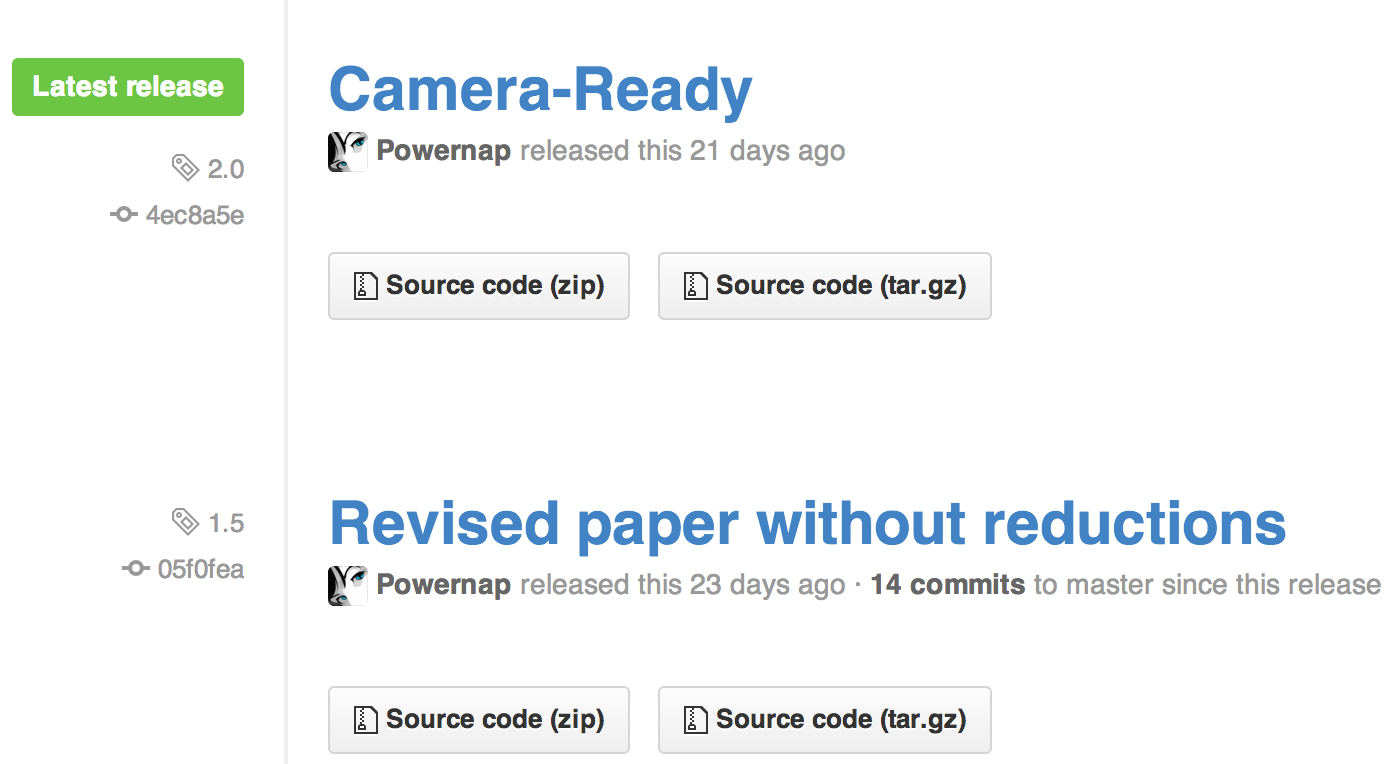 Latest release
2.0
4ec8a5e
Camera-Ready
Powernap released this 21 days ago
Source code (zip)
Source code (tar.gz)
1.5
05f0fea
Revised paper without reductions
Powernap released this 23 days ago · 14 commits to master since this release
Source code (zip)
Source code (tar.gz)